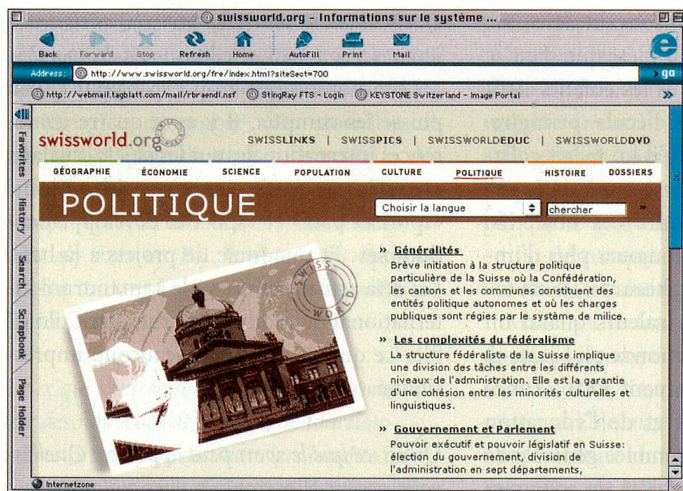 swissworld.org – Informations sur le système ...
Back Forward Stop Refresh Home AutoFill Print Mail
Address: http://www.swissworld.org/fre/index.html?siteSect=700 go
http://webmail.tagblatt.com/mail/rbraendl.nsf StingRay FTS - Login KEYSTONE Switzerland - Image Portal
Favorites
History
Search
Scrapbook
Page Holder
swissworld.org SWISSLINKS | SWISSPICS | SWISSWORLDEDUC | SWISSWORLDDVD
GÉOGRAPHIE ÉCONOMIE SCIENCE POPULATION CULTURE POLITIQUE HISTOIRE DOSSIERS
POLITIQUE Choisir la langue chercher »
SWISS
WORLD
» Généralités
Brève initiation à la structure politique
particulière de la Suisse où la Confédération,
les cantons et les communes constituent des
entités politique autonomes et où les charges
publiques sont régies par le système de milice.
» Les complexités du fédéralisme
La structure fédéraliste de la Suisse implique
une division des tâches entre les différents
niveaux de l'administration. Elle est la garantie
d'une cohésion entre les minorités culturelles et
linguistiques.
» Gouvernement et Parlement
Pouvoir exécutif et pouvoir législatif en Suisse:
élection du gouvernement, division de
l'administration en sept départements,
Internetzone